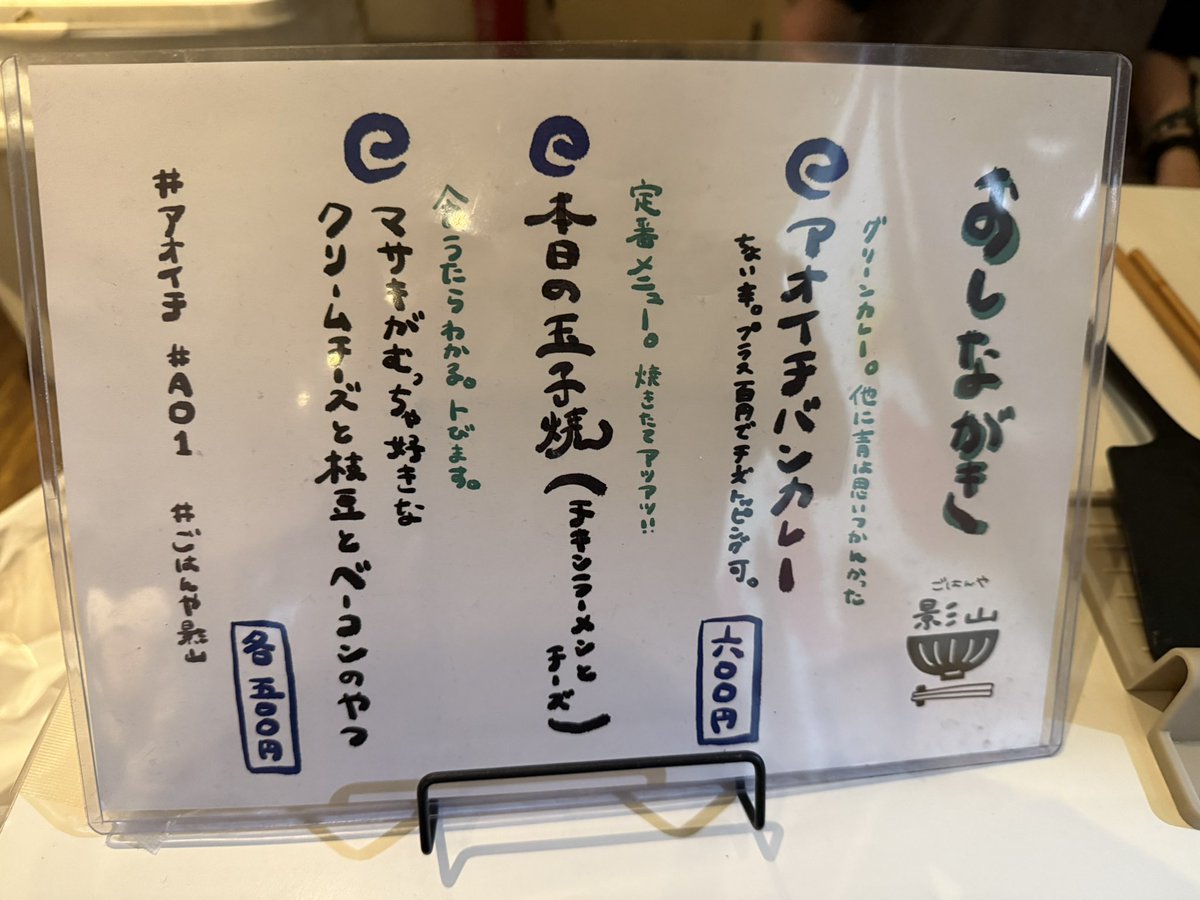 おしながき
ごはんや
影山
グリーンカレー。他に青は思いつかんかった
アオイチバンカレー
ちょい辛。プラス百円でチーズトッピング可。
六〇〇円
定番メニュー。焼きたてアツアツ!!
本日の玉子焼(チキンラーメンと
チーズ)
食うたらわかる。トびます。
マサキがむっちゃ好きな
クリームチーズと枝豆とベーコンのやつ
各五〇〇円
#アオイチ #AO1 #ごはんや影山